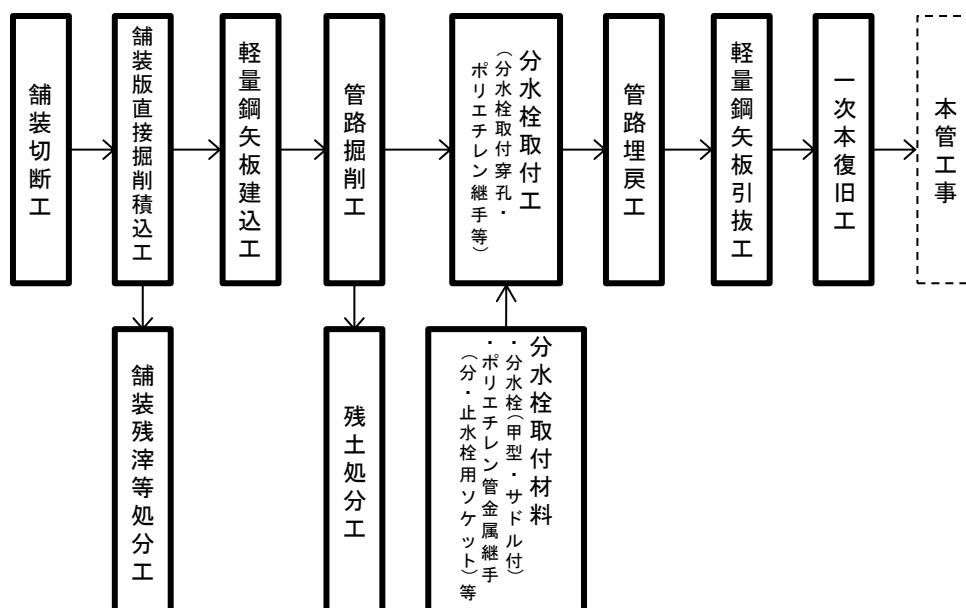 舗装切断工
舗装版直接掘削積込工
軽量鋼矢板建込工
管路掘削工
分水栓取付工
（分水栓取付穿孔・
ポリエチレン継手等）
管路埋戻工
軽量鋼矢板引抜工
一次本復旧工
本管工事
舗装残滓等処分工
残土処分工
分水栓取付材料
・分水栓（甲型・サドル付）
・ポリエチレン管金属継手
（分・止水栓用ソケット）等